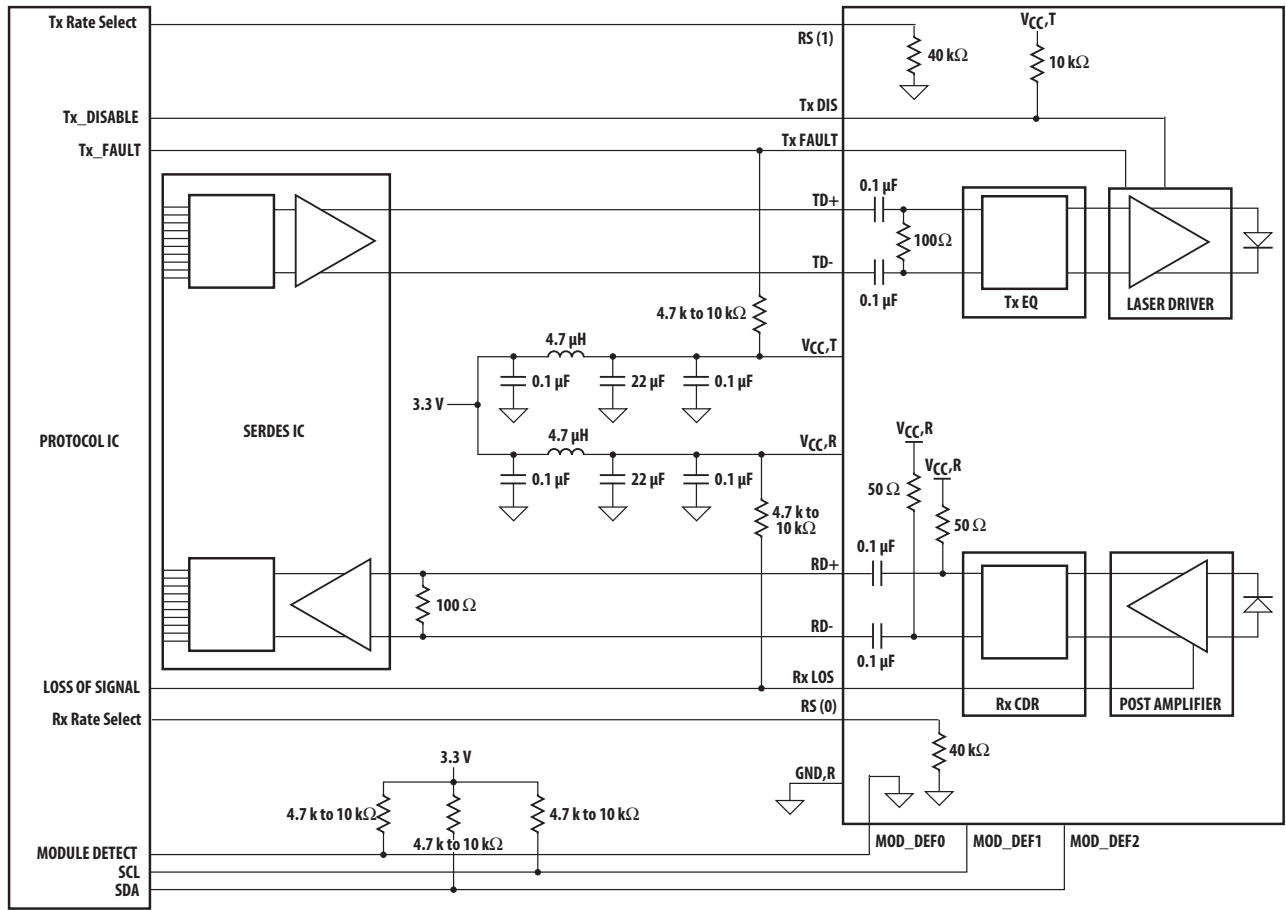 Tx Rate Select
RS (1)
40 kΩ
VCC,T
10 kΩ
Tx_DISABLE
Tx DIS
Tx_FAULT
Tx FAULT
0.1 µF
TD+
100Ω
TD-
0.1 µF
Tx EQ
LASER DRIVER
4.7 k to 10 kΩ
4.7 µH
VCC,T
0.1 µF
22 µF
0.1 µF
3.3 V
PROTOCOL IC
SERDES IC
4.7 µH
VCC,R
0.1 µF
22 µF
0.1 µF
4.7 k to
10 kΩ
VCC,R
VCC,R
50 Ω
50 Ω
0.1 µF
RD+
100 Ω
RD-
0.1 µF
Rx CDR
POST AMPLIFIER
LOSS OF SIGNAL
Rx LOS
Rx Rate Select
RS (0)
40 kΩ
3.3 V
GND,R
4.7 k to 10 kΩ
4.7 k to 10 kΩ
4.7 k to 10 kΩ
MODULE DETECT
SCL
SDA
MOD_DEF0
MOD_DEF1
MOD_DEF2